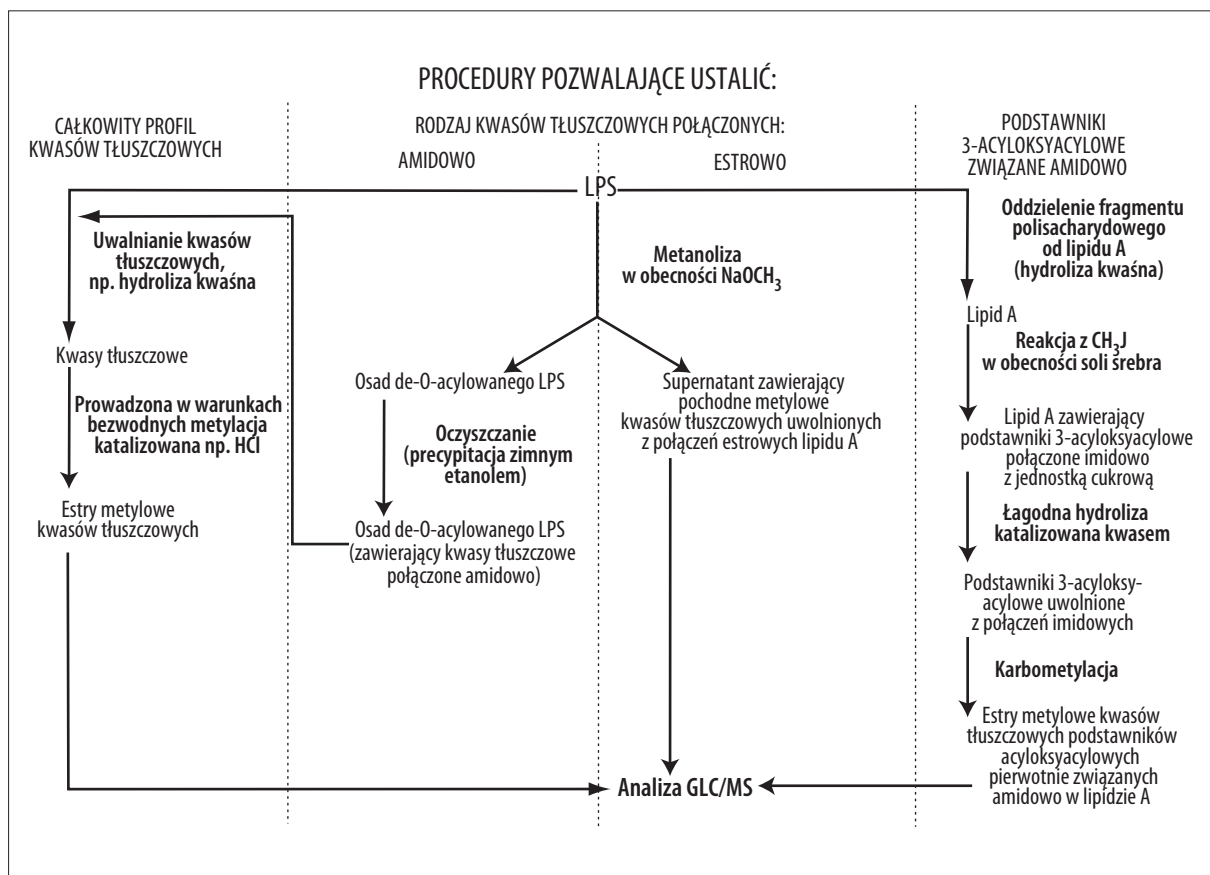 PROCEDURY POZWALAJĄCE USTALIĆ:
CAŁKOWITY PROFIL
KWASÓW TŁUSZCZOWYCH
RODZAJ KWASÓW TŁUSZCZOWYCH POŁĄCZONYCH:
AMIDOWO
ESTROWO
PODSTAWNIKI
3-ACYLOKSYACYLOWE
ZWIĄZANE AMIDOWO
LPS
Uwalnianie kwasów
tłuszczowych,
np. hydroliza kwaśna
Kwasy tłuszczowe
Prowadzona w warunkach
bezwodnych metylacja
katalizowana np. HCl
Estry metylowe
kwasów tłuszczowych
Metanoliza
w obecności NaOCH₃
Osad de-O-acylowanego LPS
Oczyszczanie
(precypitacja zimnym
etanolem)
Osad de-O-acylowanego LPS
(zawierający kwasy tłuszczowe
połączone amidowo)
Supernatant zawierający
pochodne metylowe
kwasów tłuszczowych uwolnionych
z połączeń estrowych lipidu A
Oddzielenie fragmentu
polisacharydowego
od lipidu A
(hydroliza kwaśna)
Lipid A
Reakcja z CH₃J
w obecności soli śrebra
Lipid A zawierający
podstawniki 3-acyloksyacylowe
połączone imidowo
z jednostką cukrową
Łagodna hydroliza
katalizowana kwasem
Podstawniki 3-acyloksy-
acylowe uwolnione
z połączeń imidowych
Karbometylacja
Estry metylowe kwasów
tłuszczowych podstawników
acyloksyacylowych
pierwotnie związanych
amidowo w lipidzie A
Analiza GLC/MS